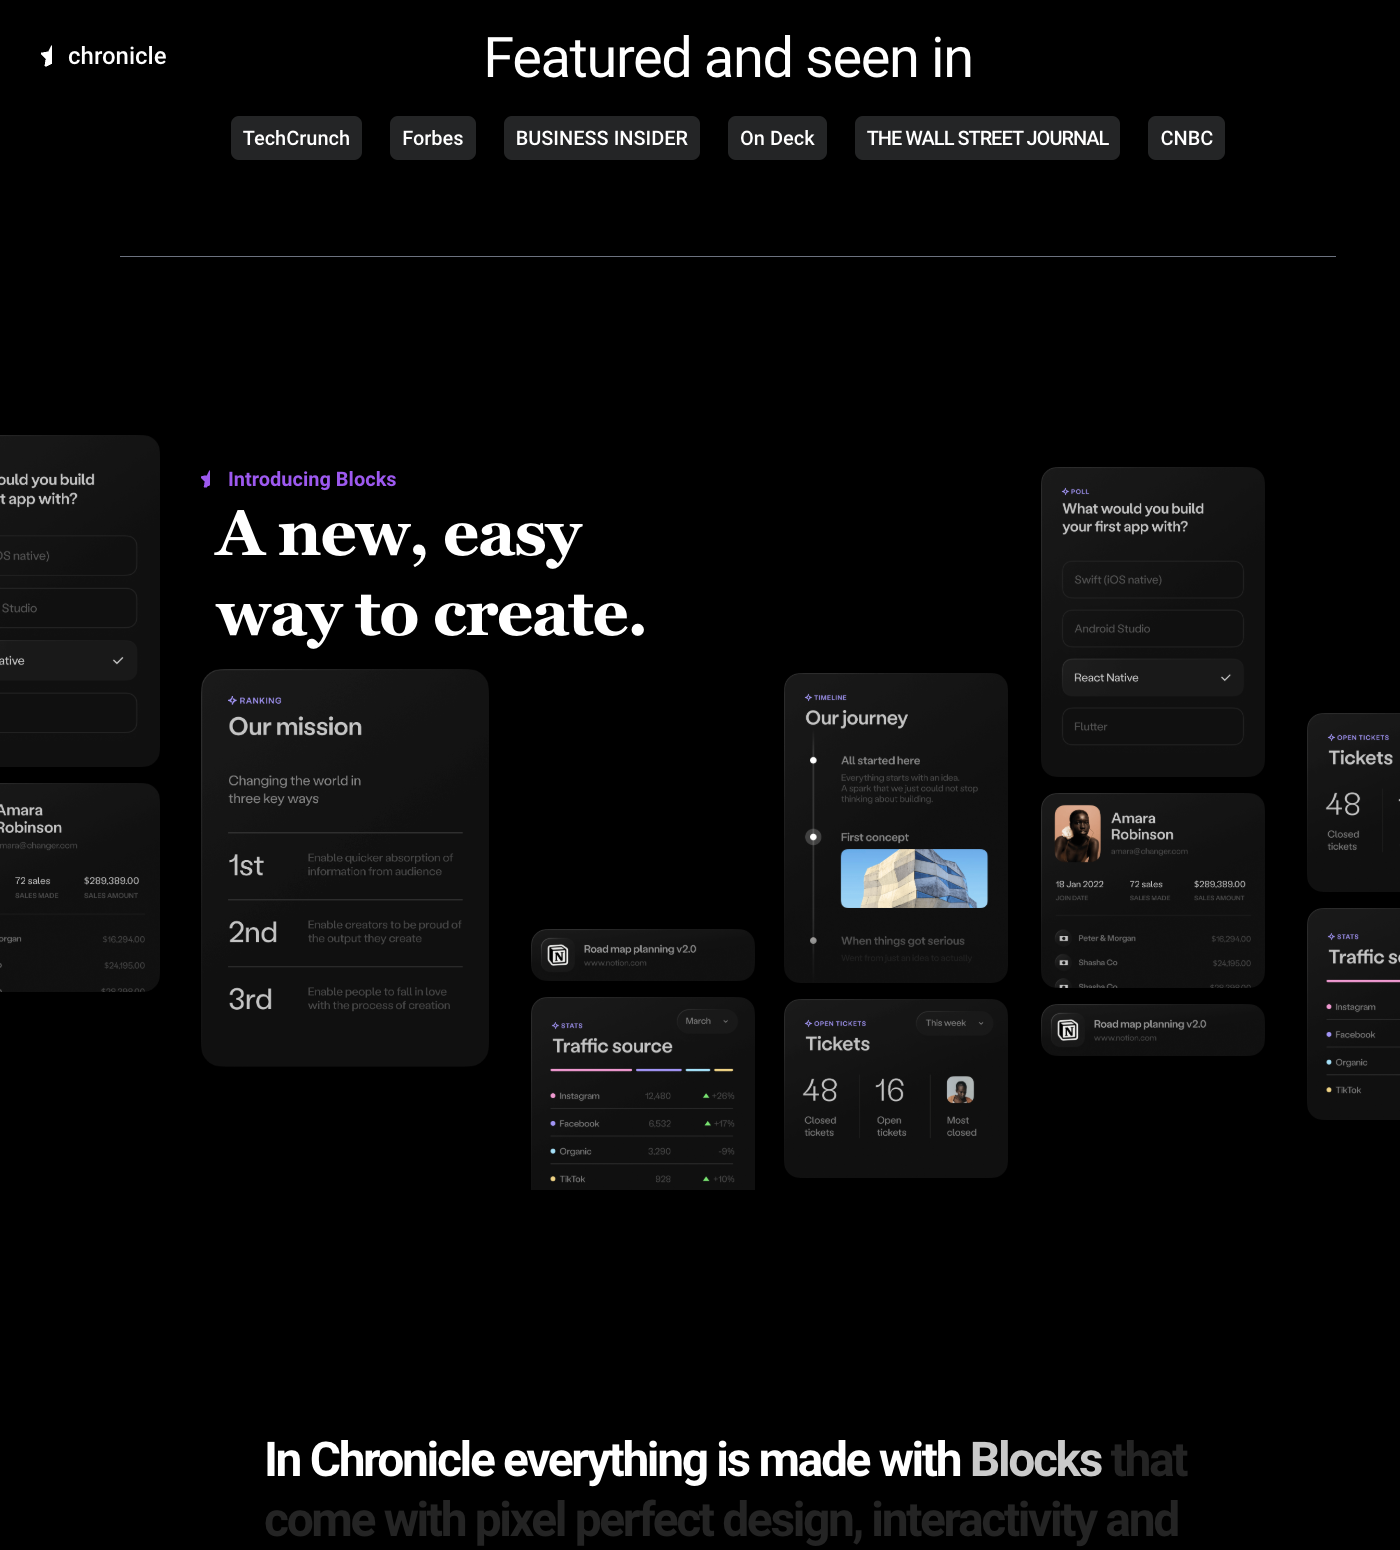 chronicle
Featured and seen in
TechCrunch
Forbes
BUSINESS INSIDER
On Deck
THE WALL STREET JOURNAL
CNBC
ould you build
t app with?
OS native)
Studio
ative
Amara
Robinson
mara@changer.com
72 sales
$289,389.00
SALES MADE
SALES AMOUNT
organ
$16,294.00
$24,195.00
Introducing Blocks
A new, easy
way to create.
RANKING
Our mission
Changing the world in
three key ways
1st
Enable quicker absorption of
information from audience
2nd
Enable creators to be proud of
the output they create
3rd
Enable people to fall in love
with the process of creation
Road map planning v2.0
www.notion.com
STATS
March
Traffic source
Instagram
12,480
+26%
Facebook
6,532
+17%
Organic
3,290
-9%
TikTok
928
+10%
TIMELINE
Our journey
All started here
Everything starts with an idea.
A spark that we just could not stop
thinking about building.
First concept
When things got serious
Went from just an idea to actually
OPEN TICKETS
This week
Tickets
48
Closed
tickets
16
Open
tickets
Most
closed
POLL
What would you build
your first app with?
Swift (iOS native)
Android Studio
React Native
Flutter
Amara
Robinson
amara@changer.com
18 Jan 2022
72 sales
$289,389.00
JOIN DATE
SALES MADE
SALES AMOUNT
Peter & Morgan
$16,294.00
Shasha Co
$24,195.00
Shasha Co
Road map planning v2.0
www.notion.com
OPEN TICKETS
Tickets
48
Closed
tickets
STATS
Traffic s
Instagram
Facebook
Organic
TikTok
In Chronicle everything is made with Blocks that
come with pixel perfect design, interactivity and